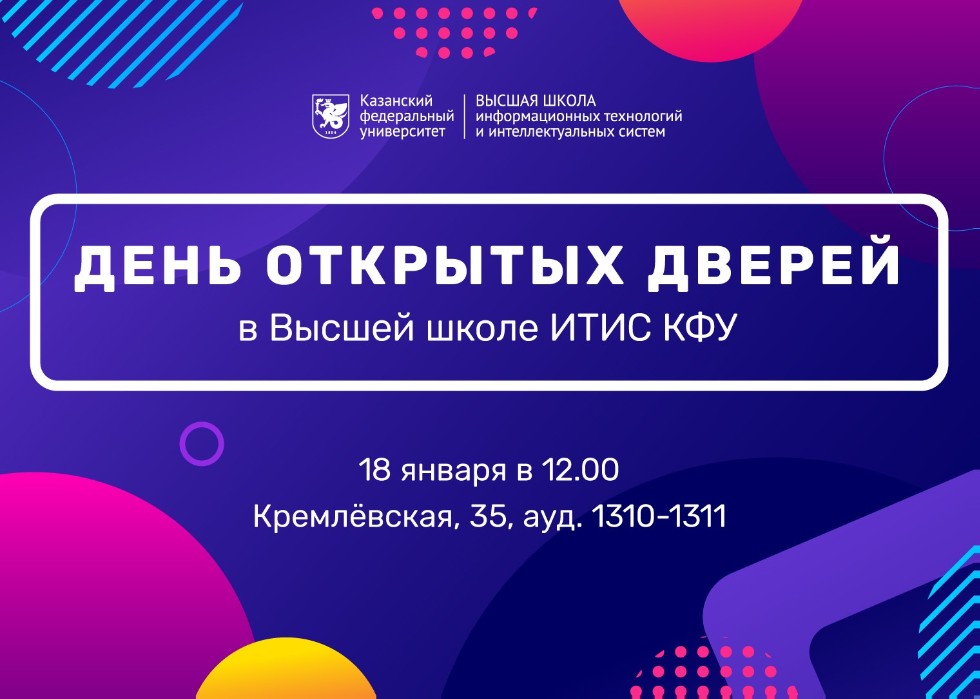 Казанский
федеральный
университет
ВЫСШАЯ ШКОЛА
информационных технологий
и интеллектуальных систем
ДЕНЬ ОТКРЫТЫХ ДВЕРЕЙ
в Высшей школе ИТИС КФУ
18 января в 12.00
Кремлёвская, 35, ауд. 1310-1311